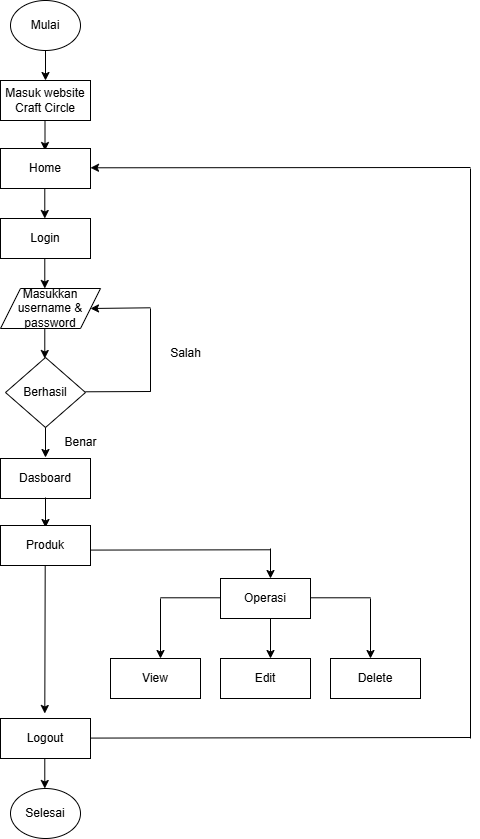 Mulai
Masuk website
Craft Circle
Home
Login
Masukkan
username &
password
Salah
Berhasil
Benar
Dasboard
Produk
Operasi
View
Edit
Delete
Logout
Selesai